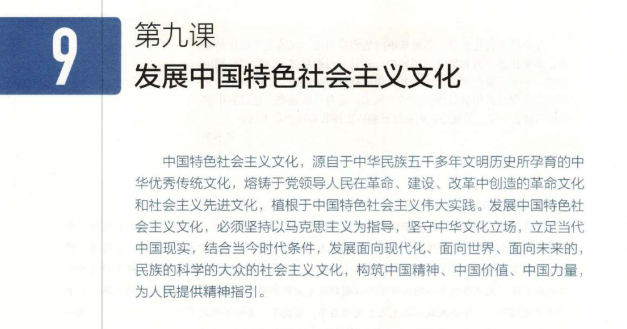 9
第九课
发展中国特色社会主义文化
中国特色社会主义文化，源自于中华民族五千多年文明历史所孕育的中
华优秀传统文化，熔铸于党领导人民在革命、建设、改革中创造的革命文化
和社会主义先进文化，植根于中国特色社会主义伟大实践。发展中国特色社
会主义文化，必须坚持以马克思主义为指导，坚守中华文化立场，立足当代
中国现实，结合当今时代条件，发展面向现代化、面向世界、面向未来的，
民族的科学的大众的社会主义文化，构筑中国精神、中国价值、中国力量，
为人民提供精神指引。